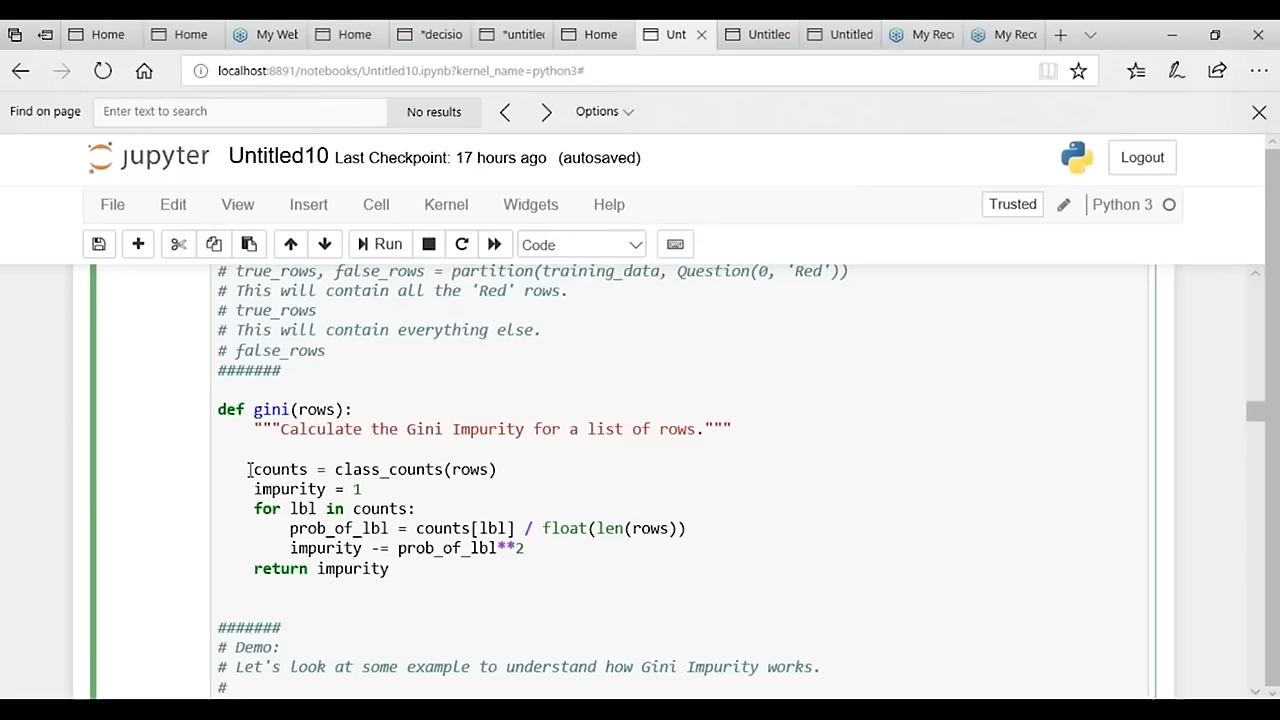 Home
Home
My Wel
Home
*decisio
*untitle
Home
Unt
Untitlec
Untitled
My Rec
My Rec
localhost:8891/notebooks/Untitled10.ipynb?kernel_name=python3#
Find on page
Enter text to search
No results
Options
jupyter
Untitled10
Last Checkpoint: 17 hours ago (autosaved)
Logout
File
Edit
View
Insert
Cell
Kernel
Widgets
Help
Trusted
Python 3
Run
Code
# true_rows, false_rows = partition(training_data, Question(0, 'Red'))
# This will contain all the 'Red' rows.
# true_rows
# This will contain everything else.
# false_rows
#######
def gini(rows):
"""Calculate the Gini Impurity for a list of rows."""
counts = class_counts(rows)
impurity = 1
for lbl in counts:
prob_of_lbl = counts[lbl] / float(len(rows))
impurity -= prob_of_lbl**2
return impurity
#######
# Demo:
# Let's look at some example to understand how Gini Impurity works.
#